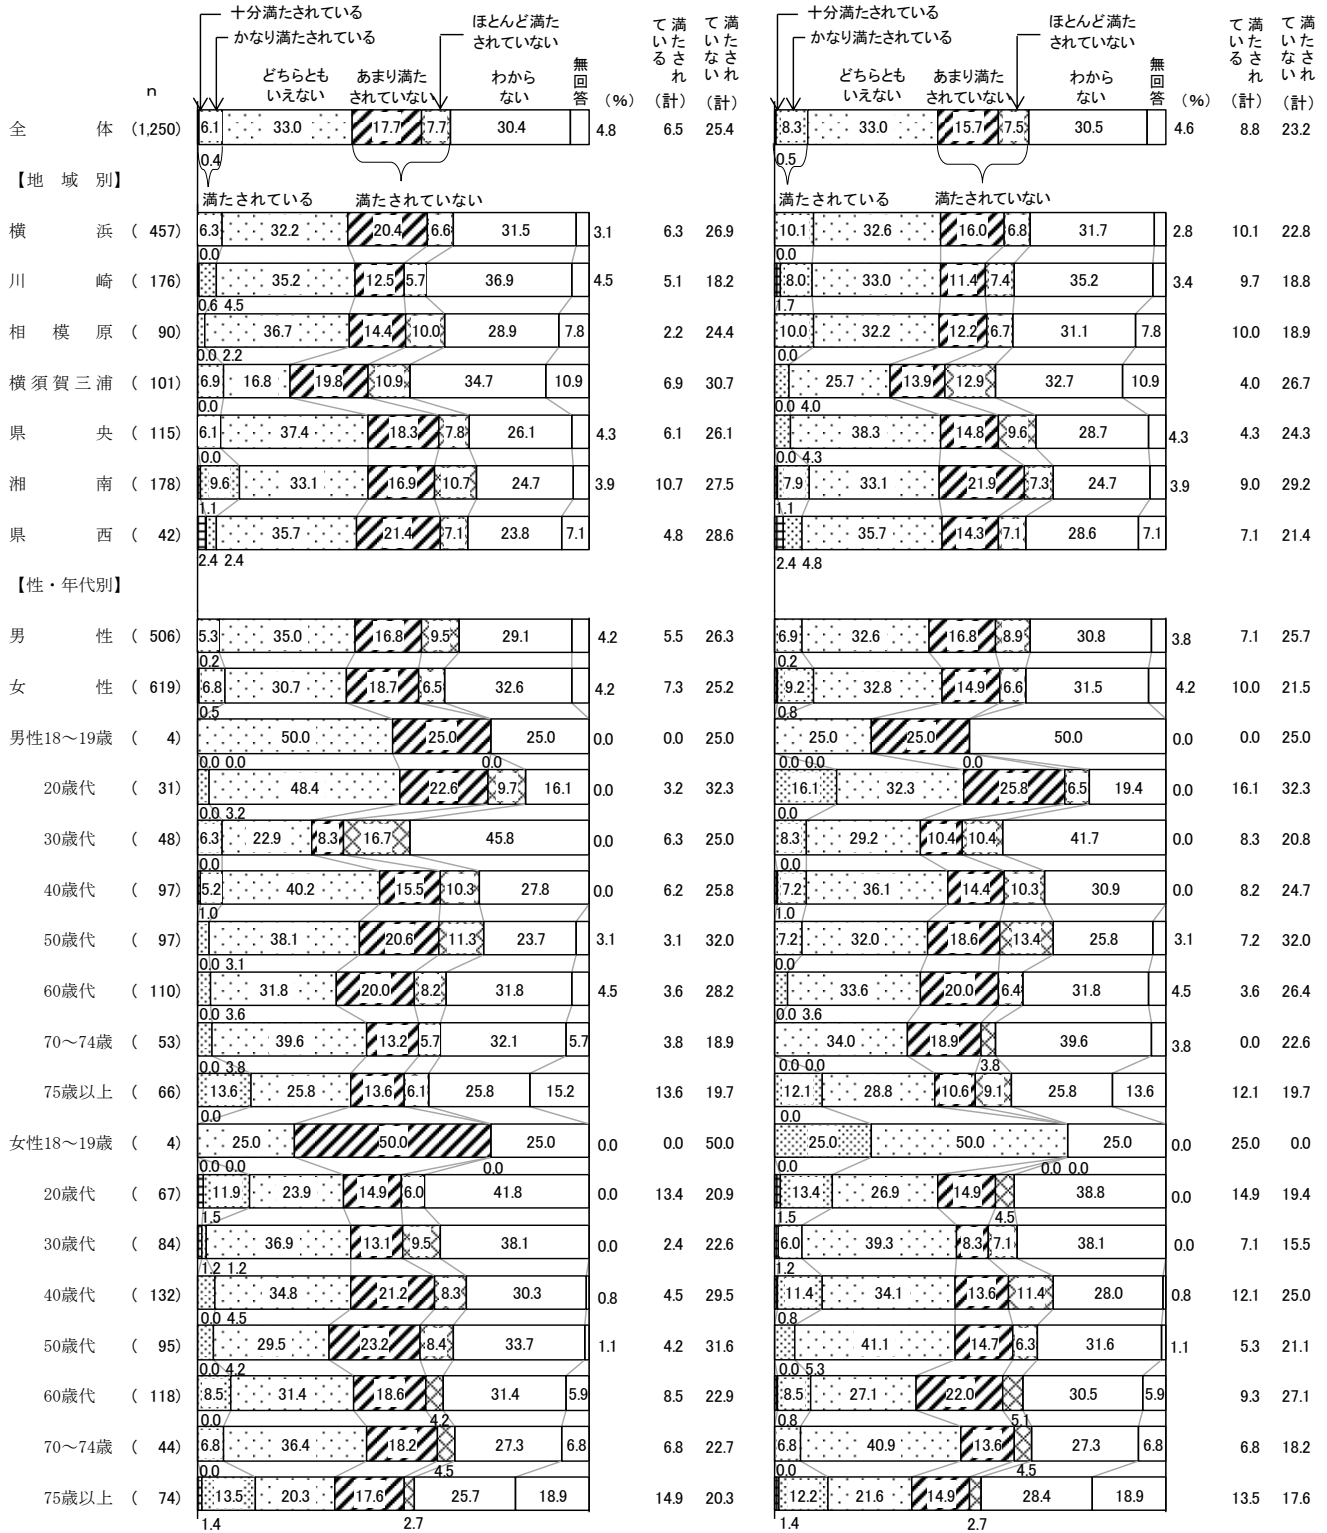 十分満たされている
かなり満たされている
ほとんど満た
されていない
どちらとも
いえない
あまり満た
されていない
わから
ない
無回答
(%)
満たされている
(計)
満たされていない
(計)
十分満たされている
かなり満たされている
ほとんど満た
されていない
どちらとも
いえない
あまり満た
されていない
わから
ない
無回答
(%)
満たされている
(計)
満たされていない
(計)
n
全 体 (1,250) 6.1 33.0 17.7 7.7 30.4 4.8 6.5 25.4 8.3 33.0 15.7 7.5 30.5 4.6 8.8 23.2
0.4 0.5
【地 域 別】
満たされている 満たされていない 満たされている 満たされていない
横 浜 ( 457) 6.3 32.2 20.4 6.6 31.5 3.1 6.3 26.9 10.1 32.6 16.0 6.8 31.7 2.8 10.1 22.8
0.0 0.0
川 崎 ( 176) 35.2 12.5 5.7 36.9 4.5 5.1 18.2 8.0 33.0 11.4 7.4 35.2 3.4 9.7 18.8
0.6 4.5 1.7
相 模 原 ( 90) 36.7 14.4 10.0 28.9 7.8 2.2 24.4 10.0 32.2 12.2 6.7 31.1 7.8 10.0 18.9
0.0 2.2 0.0
横須賀三浦 ( 101) 6.9 16.8 19.8 10.9 34.7 10.9 6.9 30.7 25.7 13.9 12.9 32.7 10.9 4.0 26.7
0.0 0.0 4.0
県 央 ( 115) 6.1 37.4 18.3 7.8 26.1 4.3 6.1 26.1 38.3 14.8 9.6 28.7 4.3 4.3 24.3
0.0 0.0 4.3
湘 南 ( 178) 9.6 33.1 16.9 10.7 24.7 3.9 10.7 27.5 7.9 33.1 21.9 7.3 24.7 3.9 9.0 29.2
1.1 1.1
県 西 ( 42) 35.7 21.4 7.1 23.8 7.1 4.8 28.6 35.7 14.3 7.1 28.6 7.1 7.1 21.4
2.4 2.4 2.4 4.8
【性・年代別】
男 性 ( 506) 5.3 35.0 16.8 9.5 29.1 4.2 5.5 26.3 6.9 32.6 16.8 8.9 30.8 3.8 7.1 25.7
0.2 0.2
女 性 ( 619) 6.8 30.7 18.7 6.5 32.6 4.2 7.3 25.2 9.2 32.8 14.9 6.6 31.5 4.2 10.0 21.5
0.5 0.8
男性18～19歳 ( 4) 50.0 25.0 25.0 0.0 0.0 25.0 25.0 25.0 50.0 0.0 0.0 25.0
0.0 0.0 0.0 0.0 0.0 0.0
20歳代 ( 31) 48.4 22.6 9.7 16.1 0.0 3.2 32.3 16.1 32.3 25.8 6.5 19.4 0.0 16.1 32.3
0.0 3.2 0.0
30歳代 ( 48) 6.3 22.9 8.3 16.7 45.8 0.0 6.3 25.0 8.3 29.2 10.4 10.4 41.7 0.0 8.3 20.8
0.0 0.0
40歳代 ( 97) 5.2 40.2 15.5 10.3 27.8 0.0 6.2 25.8 7.2 36.1 14.4 10.3 30.9 0.0 8.2 24.7
1.0 1.0
50歳代 ( 97) 38.1 20.6 11.3 23.7 3.1 3.1 32.0 7.2 32.0 18.6 13.4 25.8 3.1 7.2 32.0
0.0 3.1 0.0
60歳代 ( 110) 31.8 20.0 8.2 31.8 4.5 3.6 28.2 33.6 20.0 6.4 31.8 4.5 3.6 26.4
0.0 3.6 0.0 3.6
70～74歳 ( 53) 39.6 13.2 5.7 32.1 5.7 3.8 18.9 34.0 18.9 39.6 3.8 0.0 22.6
0.0 3.8 0.0 0.0 3.8
75歳以上 ( 66) 13.6 25.8 13.6 6.1 25.8 15.2 13.6 19.7 12.1 28.8 10.6 9.1 25.8 13.6 12.1 19.7
0.0 0.0
女性18～19歳 ( 4) 25.0 50.0 25.0 0.0 0.0 50.0 25.0 50.0 25.0 0.0 25.0 0.0
0.0 0.0 0.0 0.0 0.0 0.0
20歳代 ( 67) 11.9 23.9 14.9 6.0 41.8 0.0 13.4 20.9 13.4 26.9 14.9 38.8 0.0 14.9 19.4
1.5 1.5 4.5
30歳代 ( 84) 36.9 13.1 9.5 38.1 0.0 2.4 22.6 6.0 39.3 8.3 7.1 38.1 0.0 7.1 15.5
1.2 1.2 1.2
40歳代 ( 132) 34.8 21.2 8.3 30.3 0.8 4.5 29.5 11.4 34.1 13.6 11.4 28.0 0.8 12.1 25.0
0.0 4.5 0.8
50歳代 ( 95) 29.5 23.2 8.4 33.7 1.1 4.2 31.6 41.1 14.7 6.3 31.6 1.1 5.3 21.1
0.0 4.2 0.0 5.3
60歳代 ( 118) 8.5 31.4 18.6 31.4 5.9 8.5 22.9 8.5 27.1 22.0 30.5 5.9 9.3 27.1
0.0 4.2 0.8 5.1
70～74歳 ( 44) 6.8 36.4 18.2 27.3 6.8 6.8 22.7 6.8 40.9 13.6 27.3 6.8 6.8 18.2
0.0 4.5 0.0 4.5
75歳以上 ( 74) 13.5 20.3 17.6 25.7 18.9 14.9 20.3 12.2 21.6 14.9 28.4 18.9 13.5 17.6
1.4 2.7 1.4 2.7